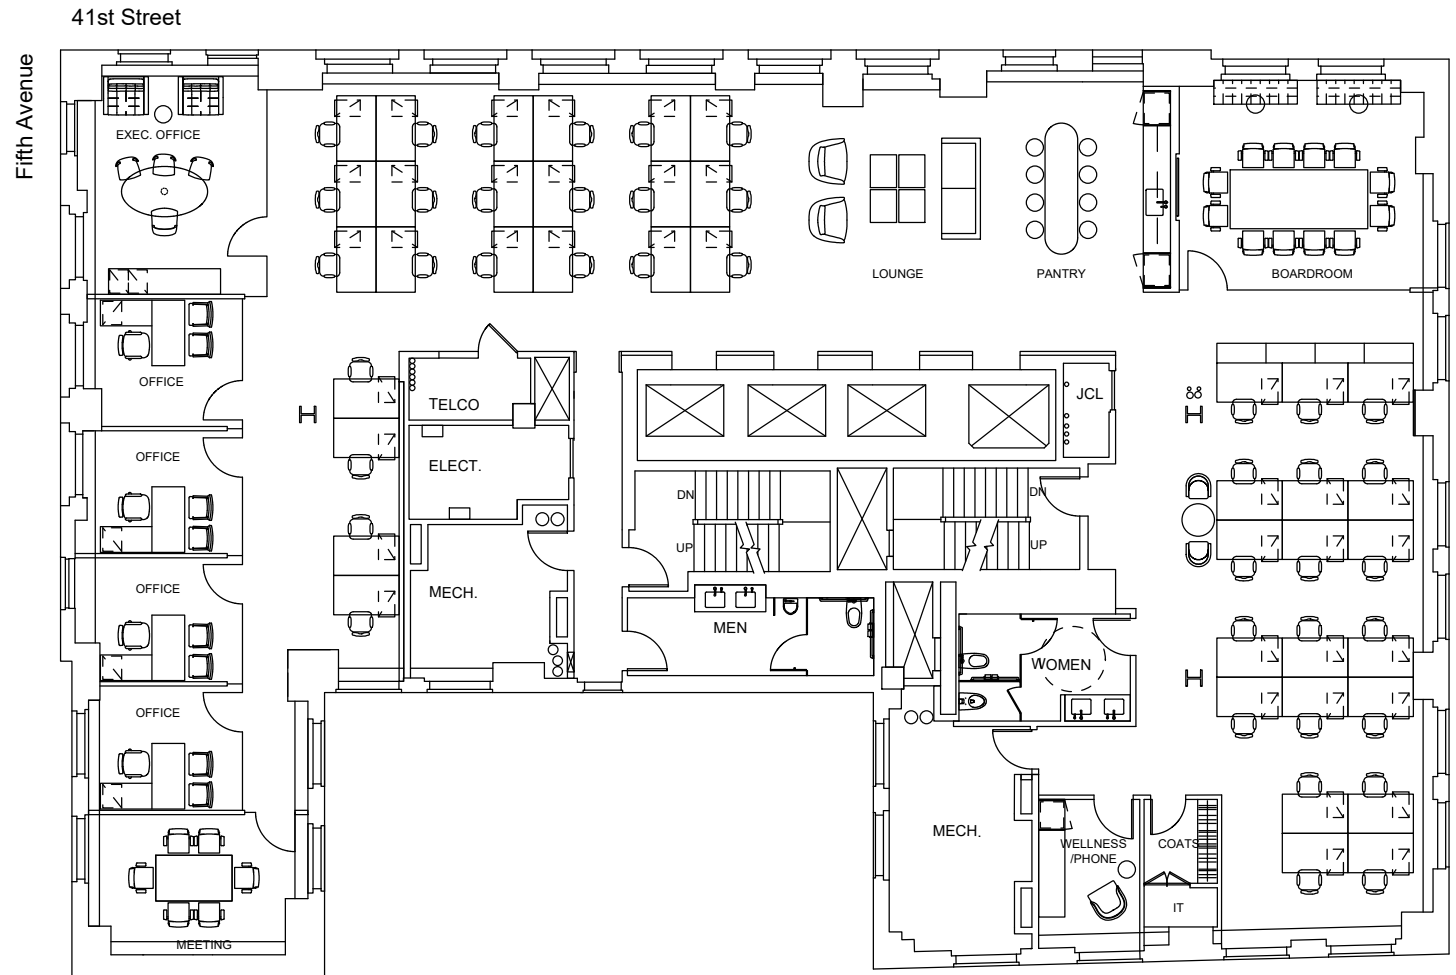 41st Street
Fifth Avenue
EXEC. OFFICE
LOUNGE
PANTRY
BOARDROOM
OFFICE
TELCO
JCL
OFFICE
ELECT.
DN
DN
UP
UP
OFFICE
MECH.
MEN
WOMEN
OFFICE
MECH.
WELLNESS
/PHONE
COATS
IT
MEETING